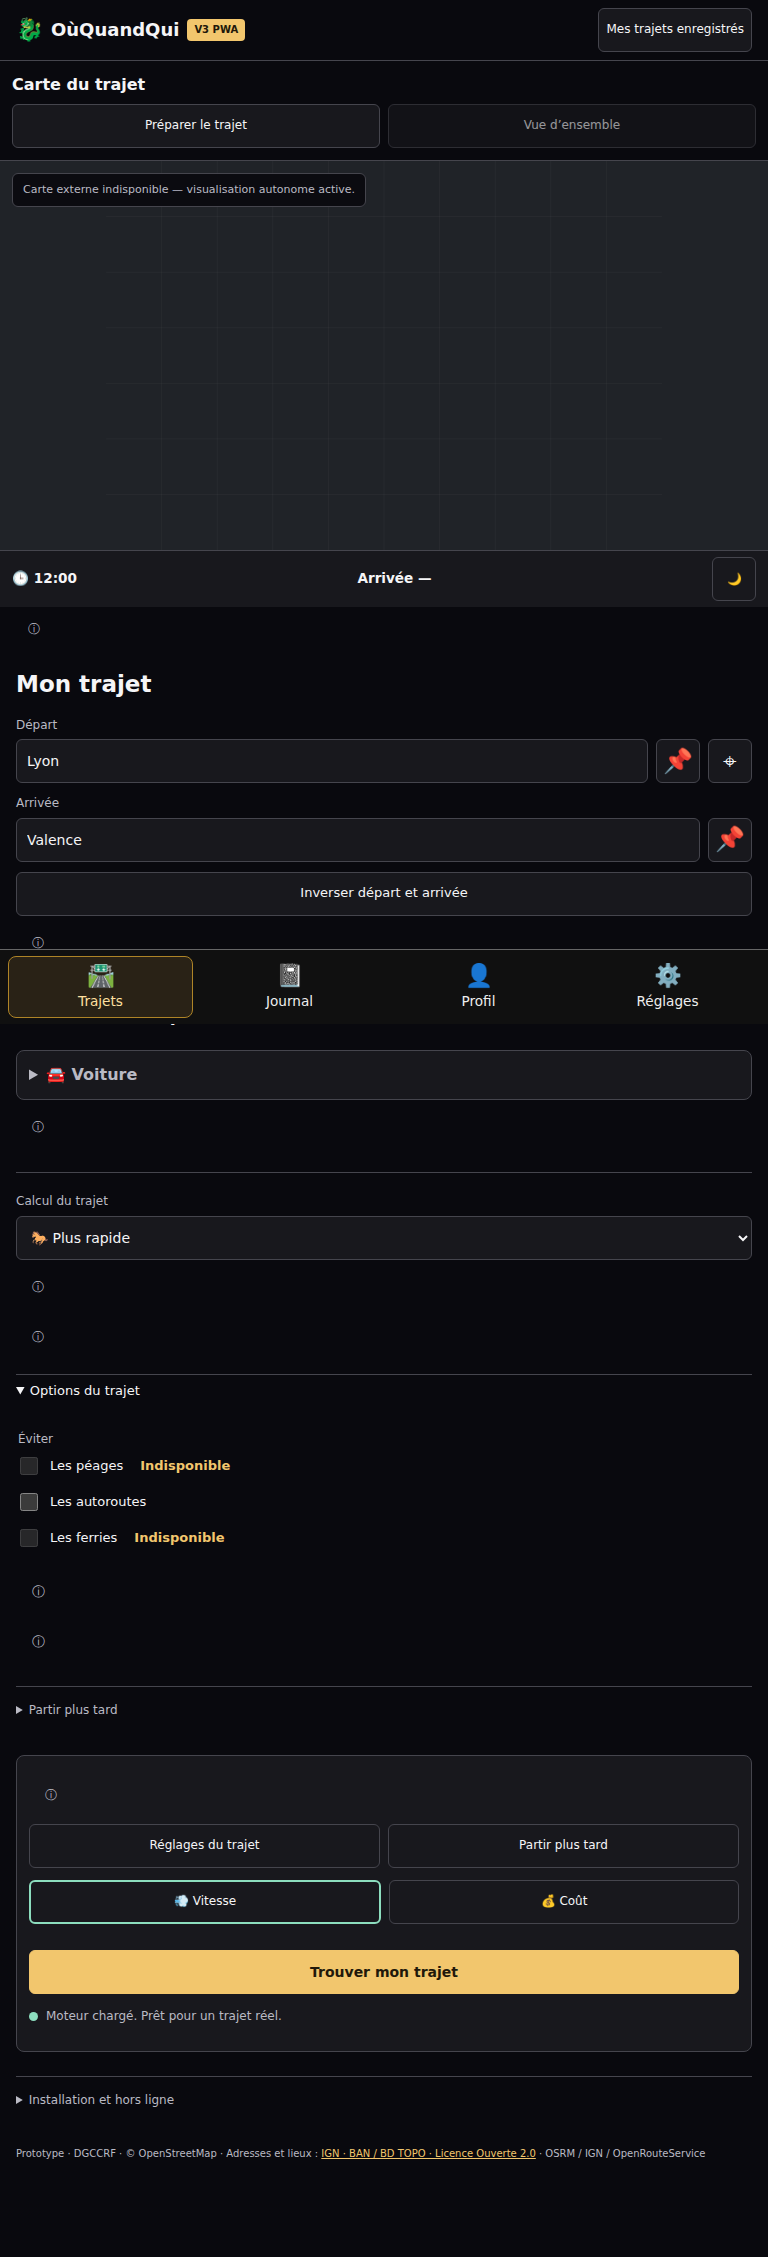 🐉 OùQuandQui V3 PWA Mes trajets enregistrés
Carte du trajet
Préparer le trajet Vue d’ensemble
Carte externe indisponible — visualisation autonome active.
🕒 12:00 Arrivée — 🌙
ⓘ
Mon trajet
Départ
Lyon 📌 ⌖
Arrivée
Valence 📌
Inverser départ et arrivée
ⓘ
🛣️ Trajets 📓 Journal 👤 Profil ⚙️ Réglages
▶ 🚘 Voiture
ⓘ
Calcul du trajet
🐎 Plus rapide
ⓘ
ⓘ
▼ Options du trajet
Éviter
Les péages Indisponible
Les autoroutes
Les ferries Indisponible
ⓘ
ⓘ
▶ Partir plus tard
ⓘ
Réglages du trajet Partir plus tard
💨 Vitesse 💰 Coût
Trouver mon trajet
Moteur chargé. Prêt pour un trajet réel.
▶ Installation et hors ligne
Prototype · DGCCRF · © OpenStreetMap · Adresses et lieux : IGN · BAN / BD TOPO · Licence Ouverte 2.0 · OSRM / IGN / OpenRouteService